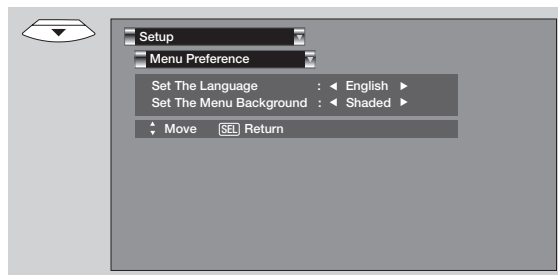 Setup
Menu Preference
Set The Language : ◄ English ►
Set The Menu Background : ◄ Shaded ►
Move SEL Return